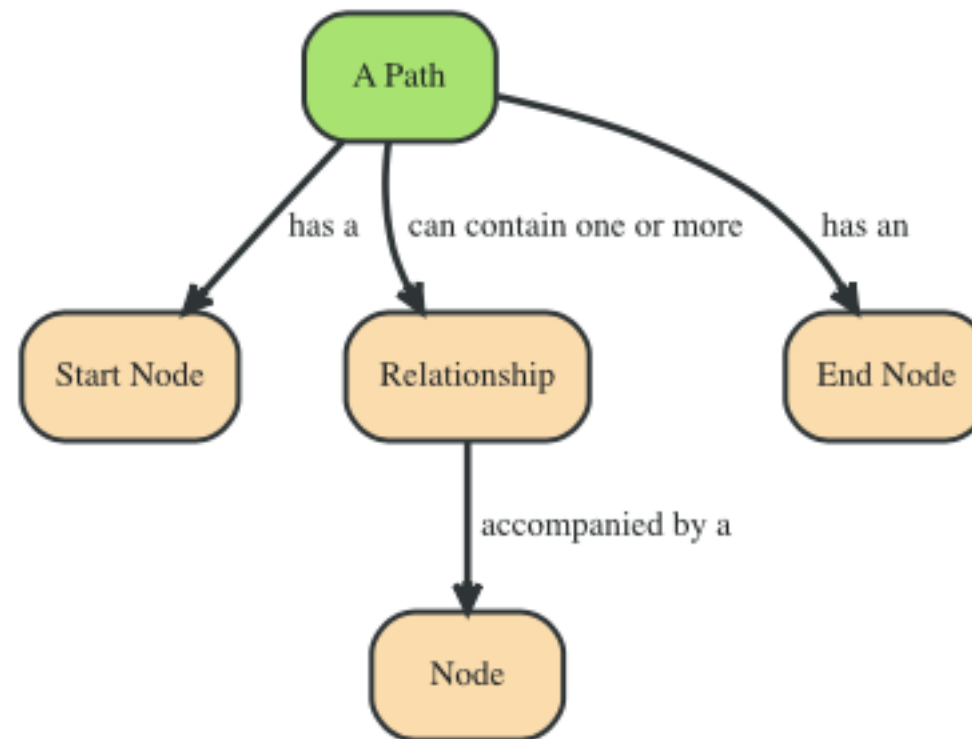 A Path
has a
can contain one or more
has an
Start Node
Relationship
End Node
accompanied by a
Node